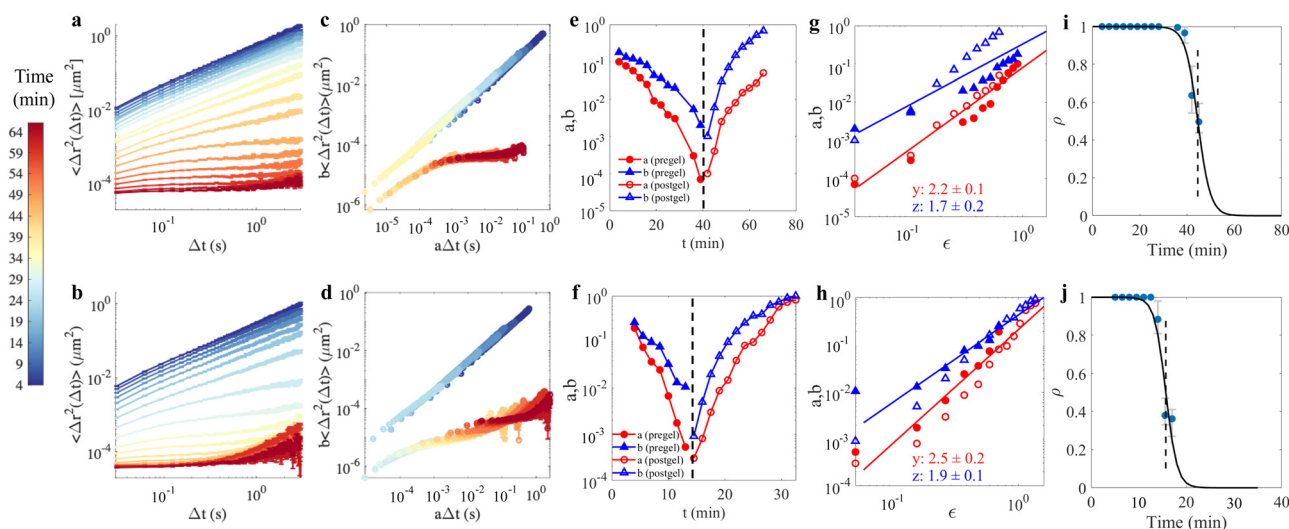 a
<Δr²(Δt)> [μm²]
10⁰
10⁻²
10⁻⁴
10⁻¹
10⁰
Δt (s)
Time
(min)
64
59
54
49
44
39
34
29
24
19
14
9
4
b
<Δr²(Δt)> (μm²)
10⁰
10⁻²
10⁻⁴
10⁻¹
10⁰
Δt (s)
c
b<Δr²(Δt)>(μm²)
10⁰
10⁻²
10⁻⁴
10⁻⁶
10⁻⁵
10⁻⁴
10⁻³
10⁻²
10⁻¹
10⁰
aΔt (s)
d
b<Δr²(Δt)> (μm²)
10⁰
10⁻²
10⁻⁴
10⁻⁶
10⁻⁴
10⁻³
10⁻²
10⁻¹
10⁰
aΔt (s)
e
a,b
10⁰
10⁻¹
10⁻²
10⁻³
10⁻⁴
a (pregel)
b (pregel)
a (postgel)
b (postgel)
0
20
40
60
80
t (min)
f
a,b
10⁰
10⁻¹
10⁻²
10⁻³
10⁻⁴
a (pregel)
b (pregel)
a (postgel)
b (postgel)
0
10
20
30
t (min)
g
a,b
10⁰
10⁻¹
10⁻²
10⁻³
10⁻⁴
10⁻⁵
y: 2.2 ± 0.1
z: 1.7 ± 0.2
10⁻¹
10⁰
ϵ
h
a,b
10⁰
10⁻¹
10⁻²
10⁻³
10⁻⁴
y: 2.5 ± 0.2
z: 1.9 ± 0.1
10⁻¹
10⁰
ϵ
i
ρ
1
0.8
0.6
0.4
0.2
0
0
20
40
60
80
Time (min)
j
ρ
1
0.8
0.6
0.4
0.2
0
0
10
20
30
40
Time (min)